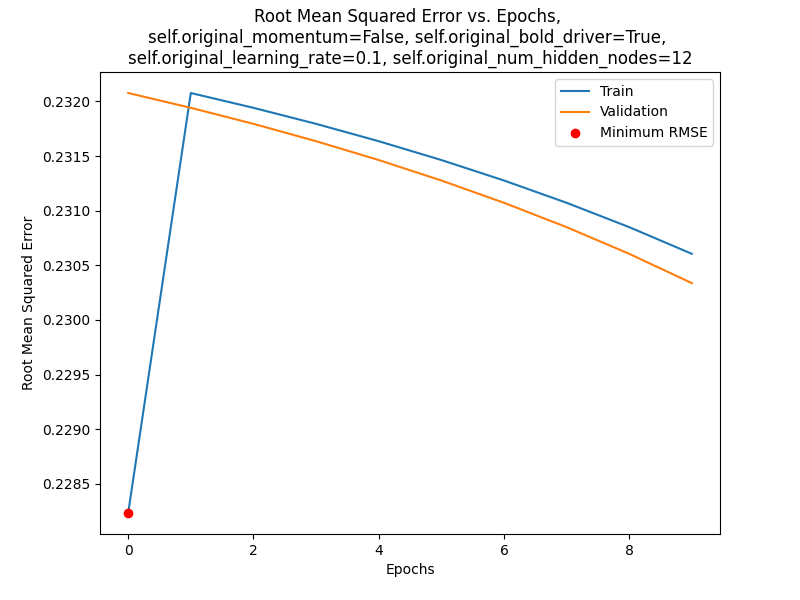 Root Mean Squared Error vs. Epochs,
self.original_momentum=False, self.original_bold_driver=True,
self.original_learning_rate=0.1, self.original_num_hidden_nodes=12
Train
Validation
Minimum RMSE
0.2320
0.2315
0.2310
0.2305
0.2300
0.2295
0.2290
0.2285
Root Mean Squared Error
0 2 4 6 8
Epochs